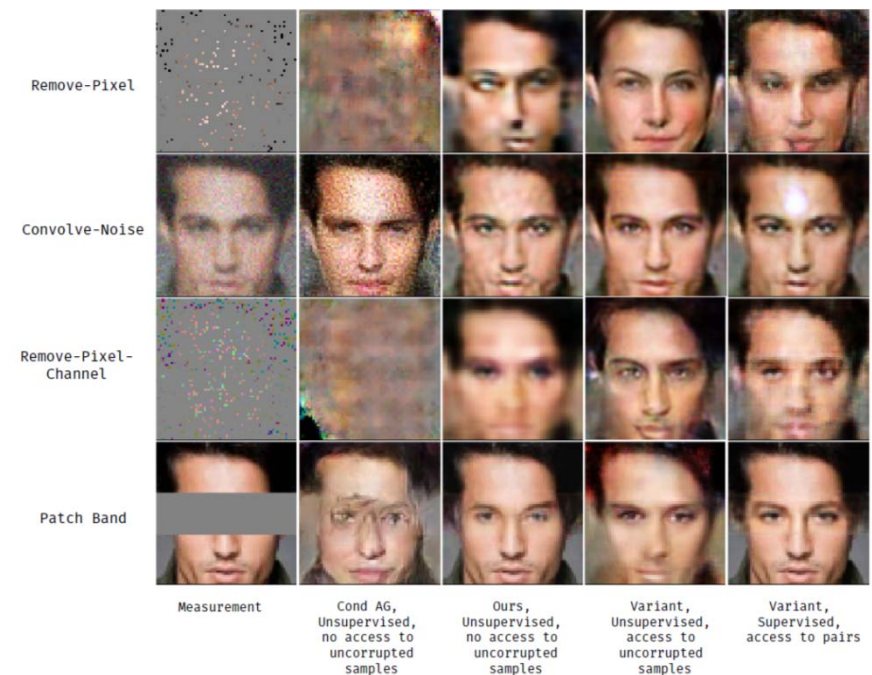 Remove-Pixel
Convolve-Noise
Remove-Pixel-
Channel
Patch Band
Measurement
Cond AG,
Unsupervised,
no access to
uncorrupted
samples
Ours,
Unsupervised,
no access to
uncorrupted
samples
Variant,
Unsupervised,
access to
uncorrupted
samples
Variant,
Supervised,
access to pairs